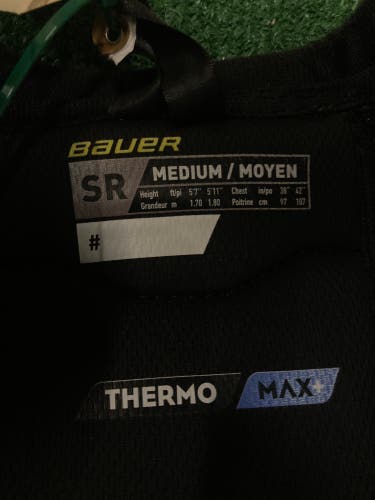 BAUER
SR MEDIUM / MOYEN
Height ft/pi 5'7" 5'11" Chest in/po 38" 42"
Grandeur m 1.70 1.80 Poitrine cm 97 107
#
THERMO MAX+